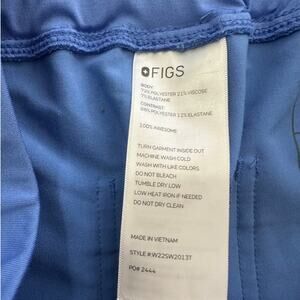 FIGS
BODY:
72% POLYESTER 21% VISCOSE
7% ELASTANE
CONTRAST:
88% POLYESTER 12% ELASTANE
100% AWESOME
TURN GARMENT INSIDE OUT
MACHINE WASH COLD
WASH WITH LIKE COLORS
DO NOT BLEACH
TUMBLE DRY LOW
LOW HEAT IRON IF NEEDED
DO NOT DRY CLEAN
MADE IN VIETNAM
STYLE #:W22SW2013T
PO# 2444